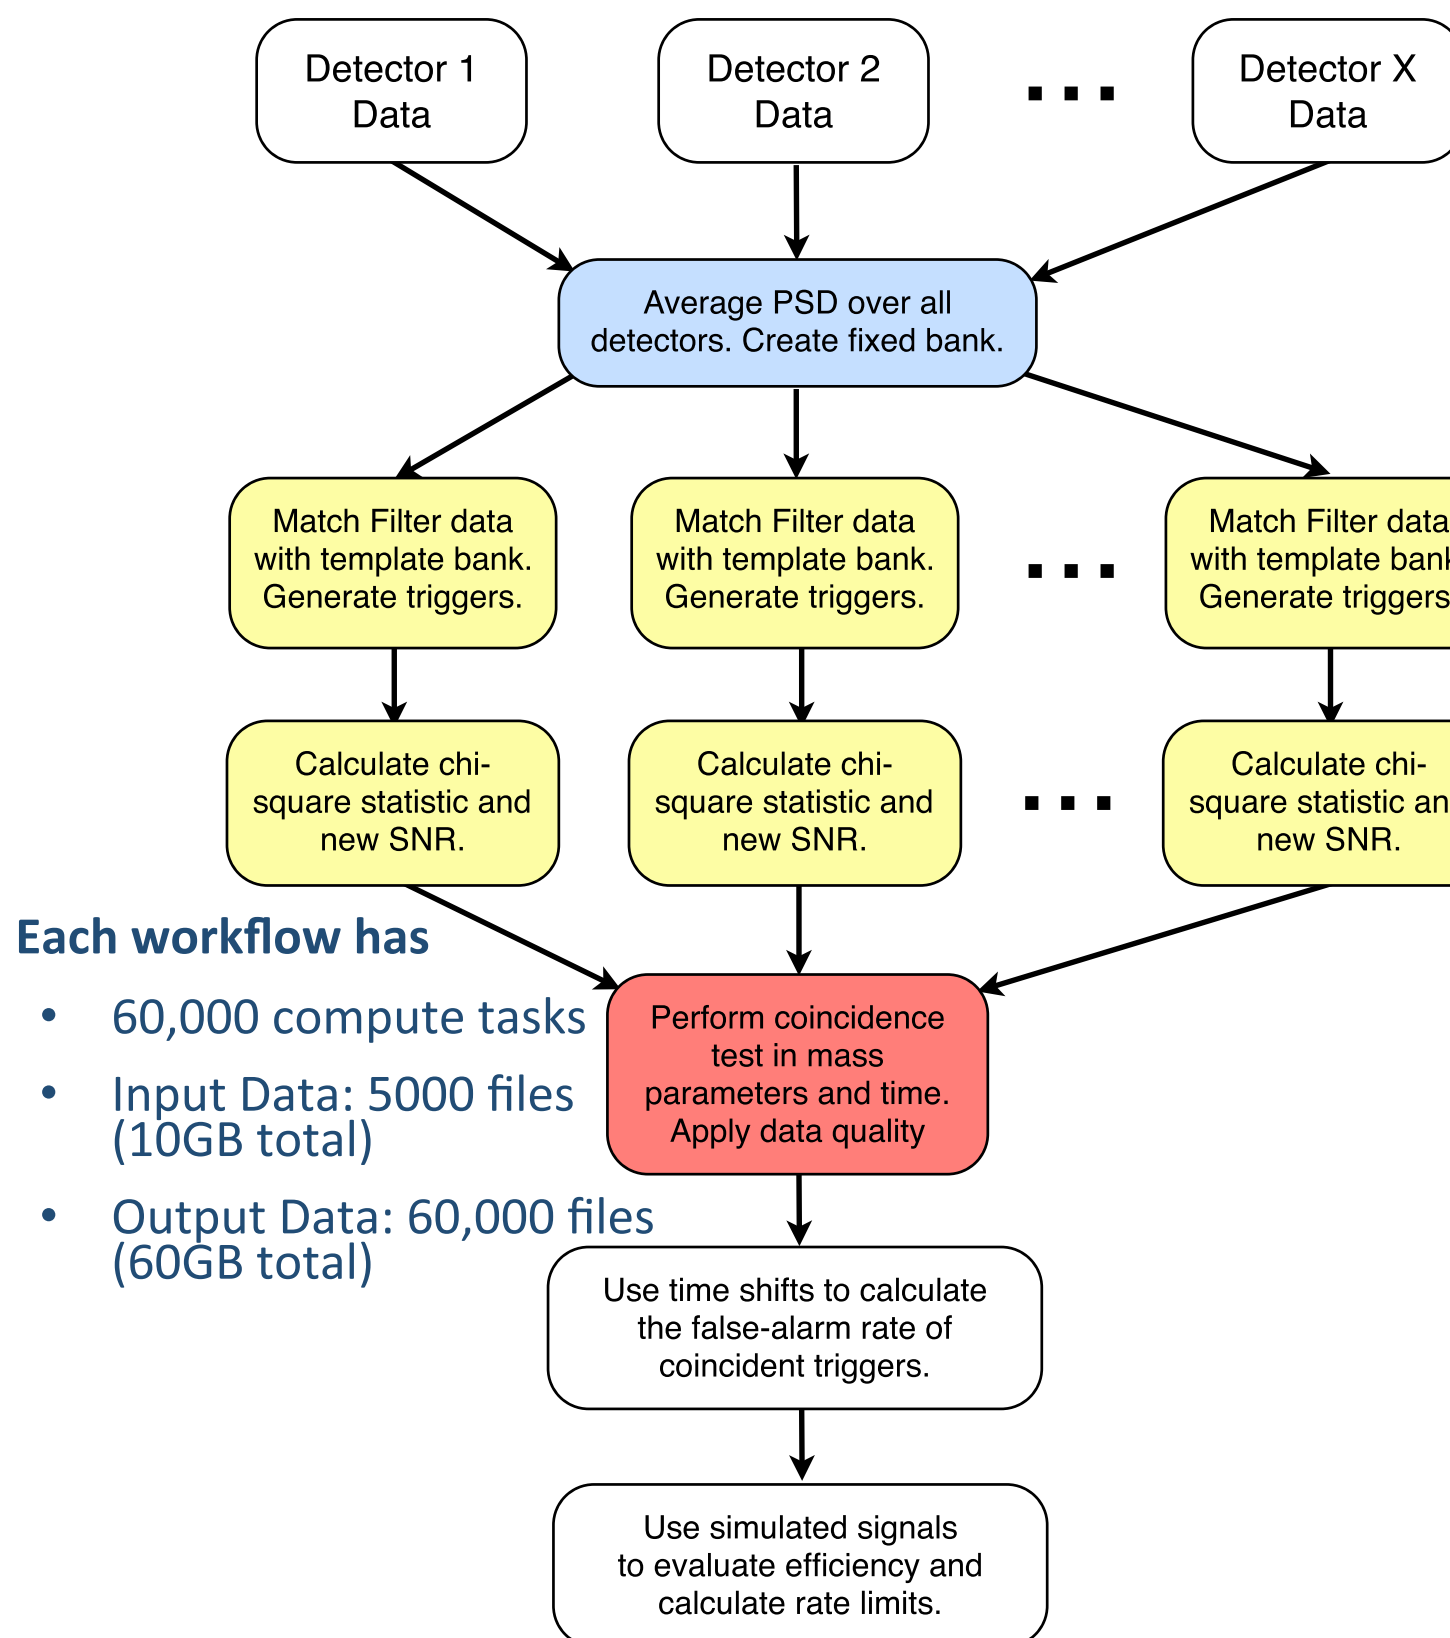 Detector 1
Data
Detector 2
Data
Detector X
Data
Average PSD over all
detectors. Create fixed bank.
Match Filter data
with template bank.
Generate triggers.
Match Filter data
with template bank.
Generate triggers.
Match Filter data
with template bank
Generate triggers
Calculate chi-
square statistic and
new SNR.
Calculate chi-
square statistic and
new SNR.
Calculate chi-
square statistic an
new SNR.
Each workflow has
• 60,000 compute tasks
• Input Data: 5000 files
(10GB total)
• Output Data: 60,000 files
(60GB total)
Perform coincidence
test in mass
parameters and time.
Apply data quality
Use time shifts to calculate
the false-alarm rate of
coincident triggers.
Use simulated signals
to evaluate efficiency and
calculate rate limits.